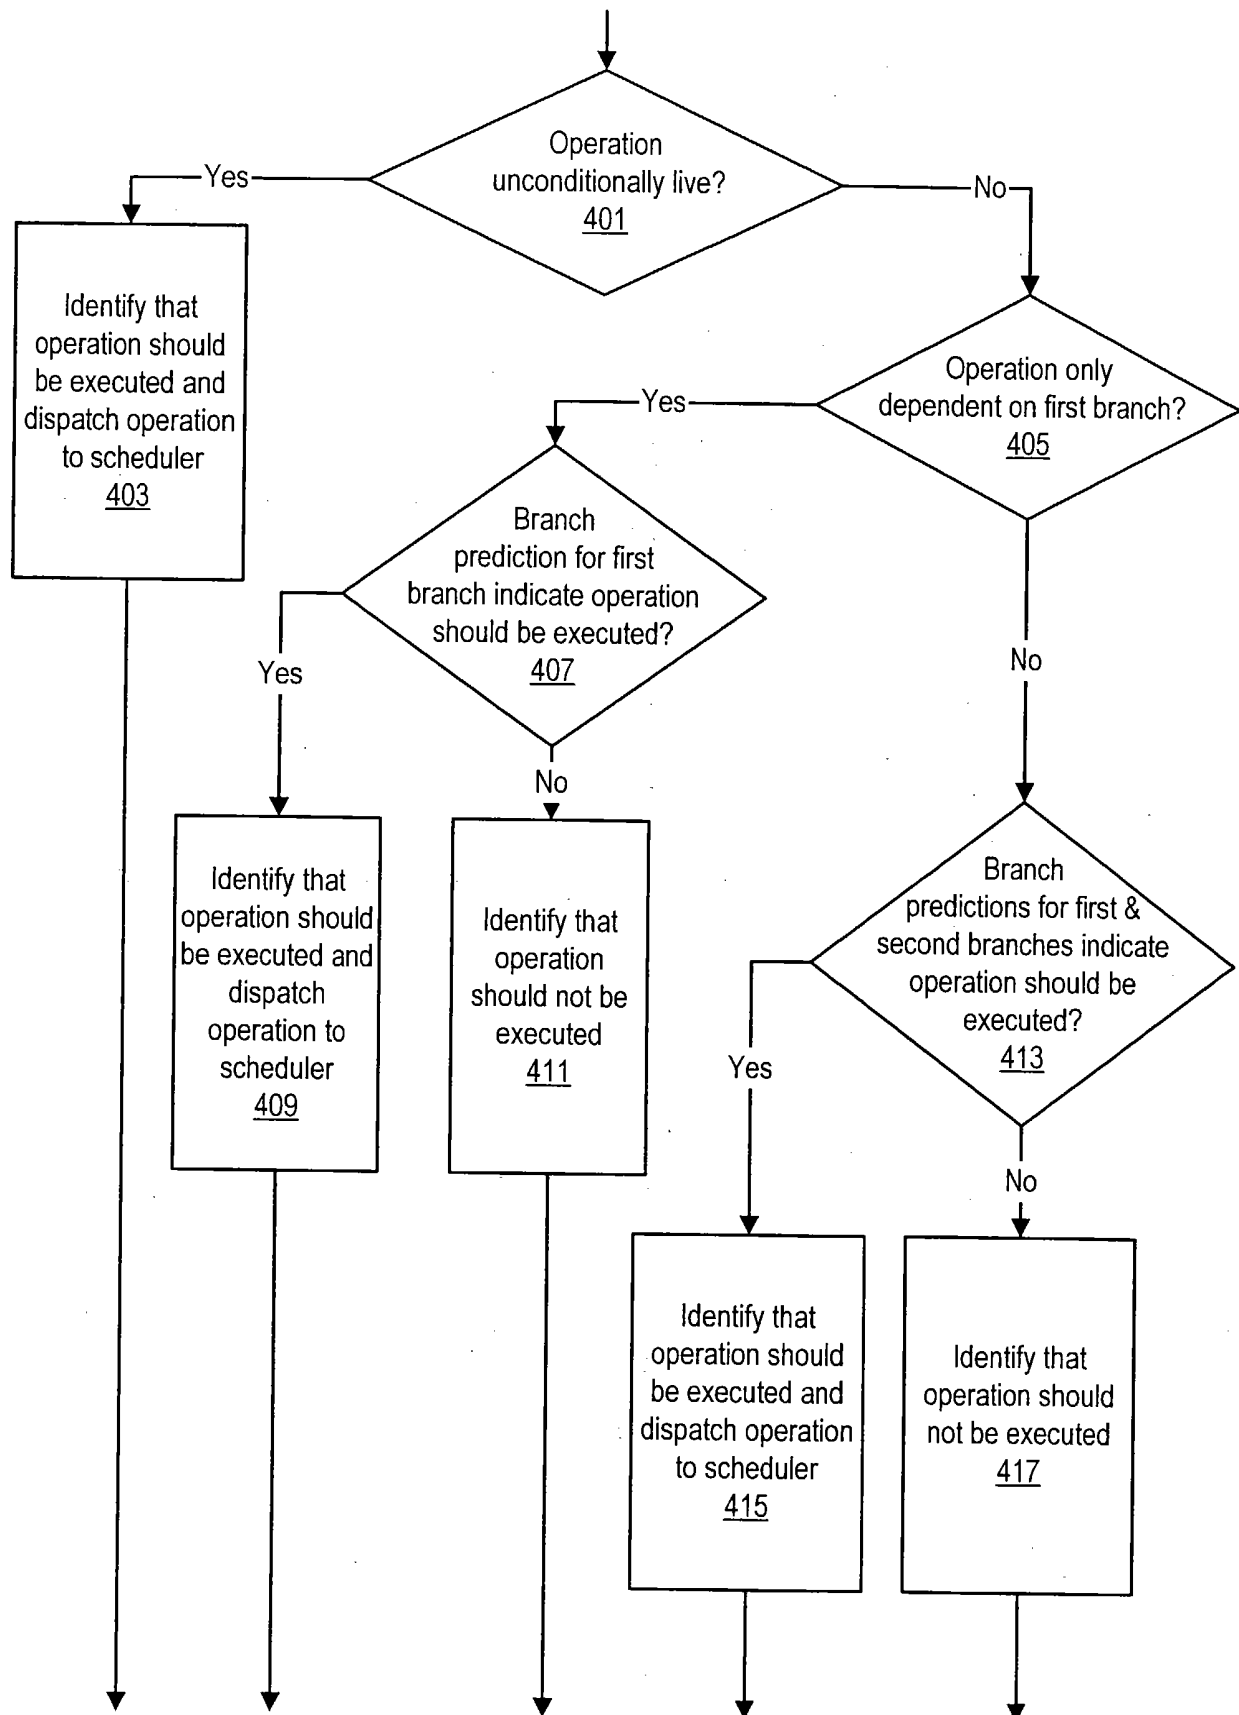 Operation
unconditionally live?
401
Yes
No
Identify that
operation should
be executed and
dispatch operation
to scheduler
403
Operation only
dependent on first branch?
405
Yes
No
Branch
prediction for first
branch indicate operation
should be executed?
407
Yes
No
Identify that
operation should
be executed and
dispatch
operation to
scheduler
409
Identify that
operation
should not be
executed
411
Branch
predictions for first &
second branches indicate
operation should be
executed?
413
Yes
No
Identify that
operation should
be executed and
dispatch operation
to scheduler
415
Identify that
operation should
not be executed
417